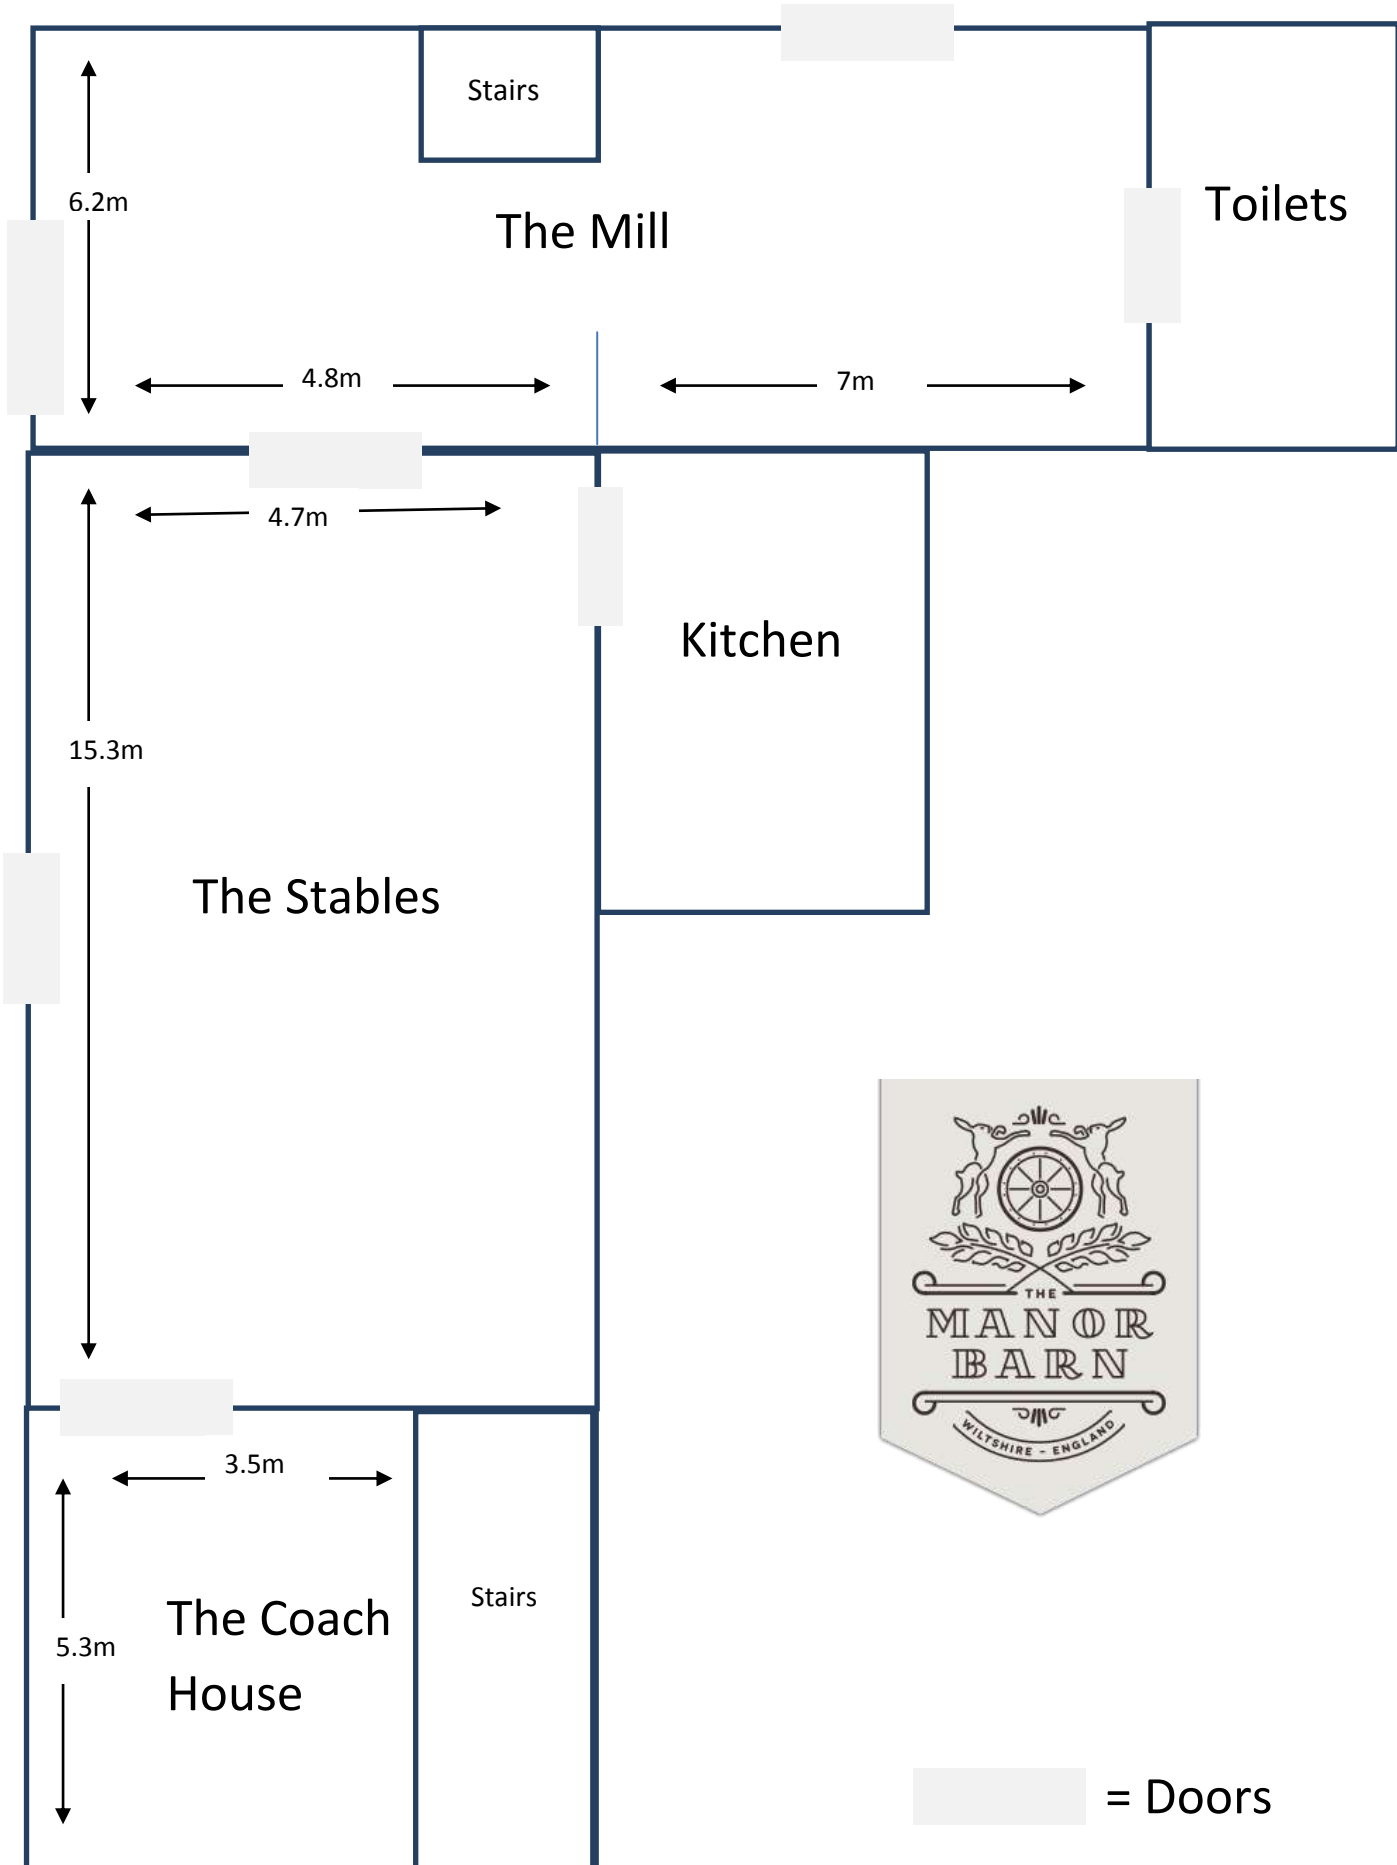 Stairs
Toilets
6.2m
The Mill
4.8m
7m
4.7m
Kitchen
15.3m
The Stables
THE
MANOR
BARN
WILTSHIRE - ENGLAND
3.5m
Stairs
The Coach
House
5.3m
= Doors